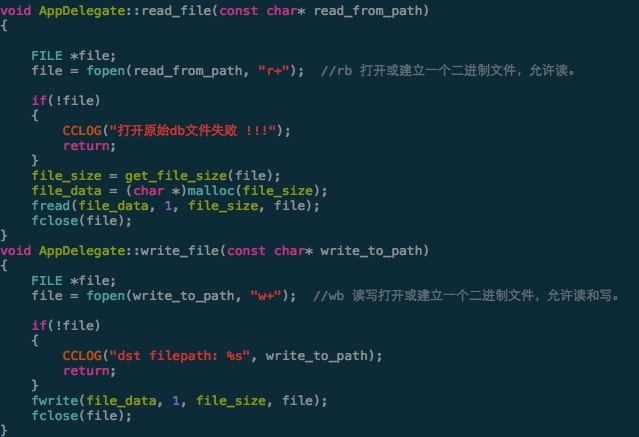 void AppDelegate::read_file(const char* read_from_path)
{
FILE *file;
file = fopen(read_from_path, "r+");  //rb 打开或建立一个二进制文件，允许读。
if(!file)
{
CCLOG("打开原始db文件失败 !!!");
return;
}
file_size = get_file_size(file);
file_data = (char *)malloc(file_size);
fread(file_data, 1, file_size, file);
fclose(file);
}
void AppDelegate::write_file(const char* write_to_path)
{
FILE *file;
file = fopen(write_to_path, "w+");  //wb 读写打开或建立一个二进制文件，允许读和写。
if(!file)
{
CCLOG("dst filepath: %s", write_to_path);
return;
}
fwrite(file_data, 1, file_size, file);
fclose(file);
}